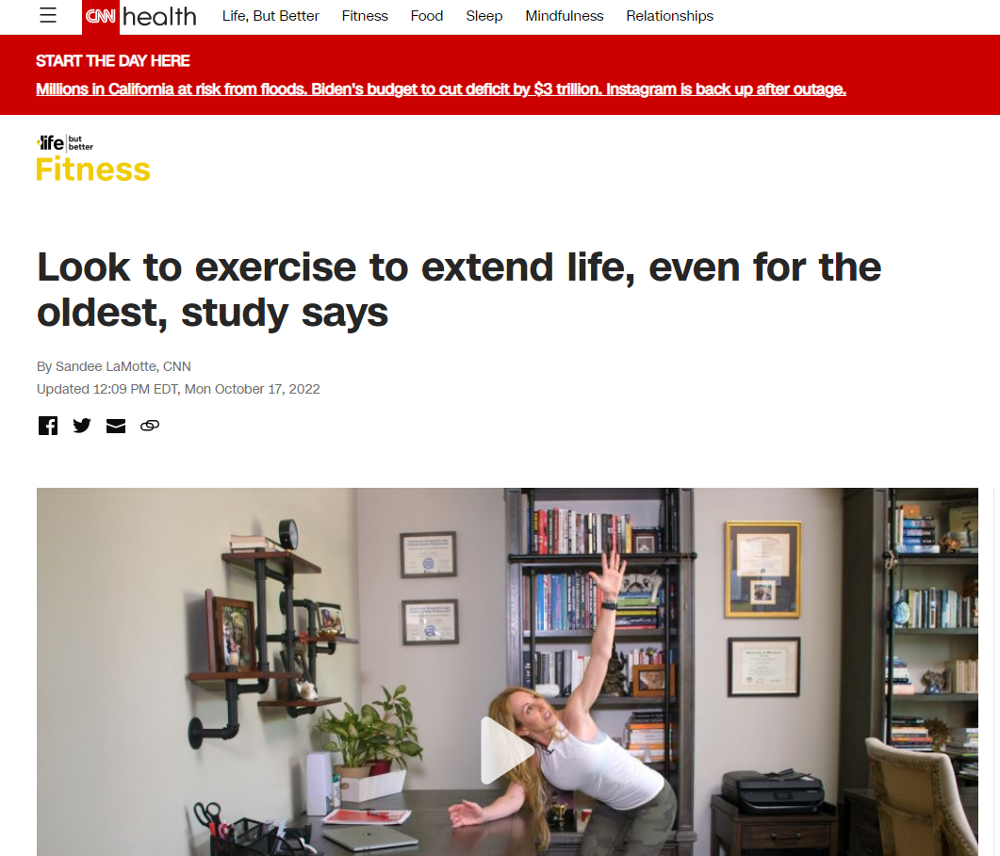 CNN health Life, But Better Fitness Food Sleep Mindfulness Relationships
START THE DAY HERE
Millions in California at risk from floods. Biden's budget to cut deficit by $3 trillion. Instagram is back up after outage.
life but better
Fitness
Look to exercise to extend life, even for the
oldest, study says
By Sandee LaMotte, CNN
Updated 12:09 PM EDT, Mon October 17, 2022